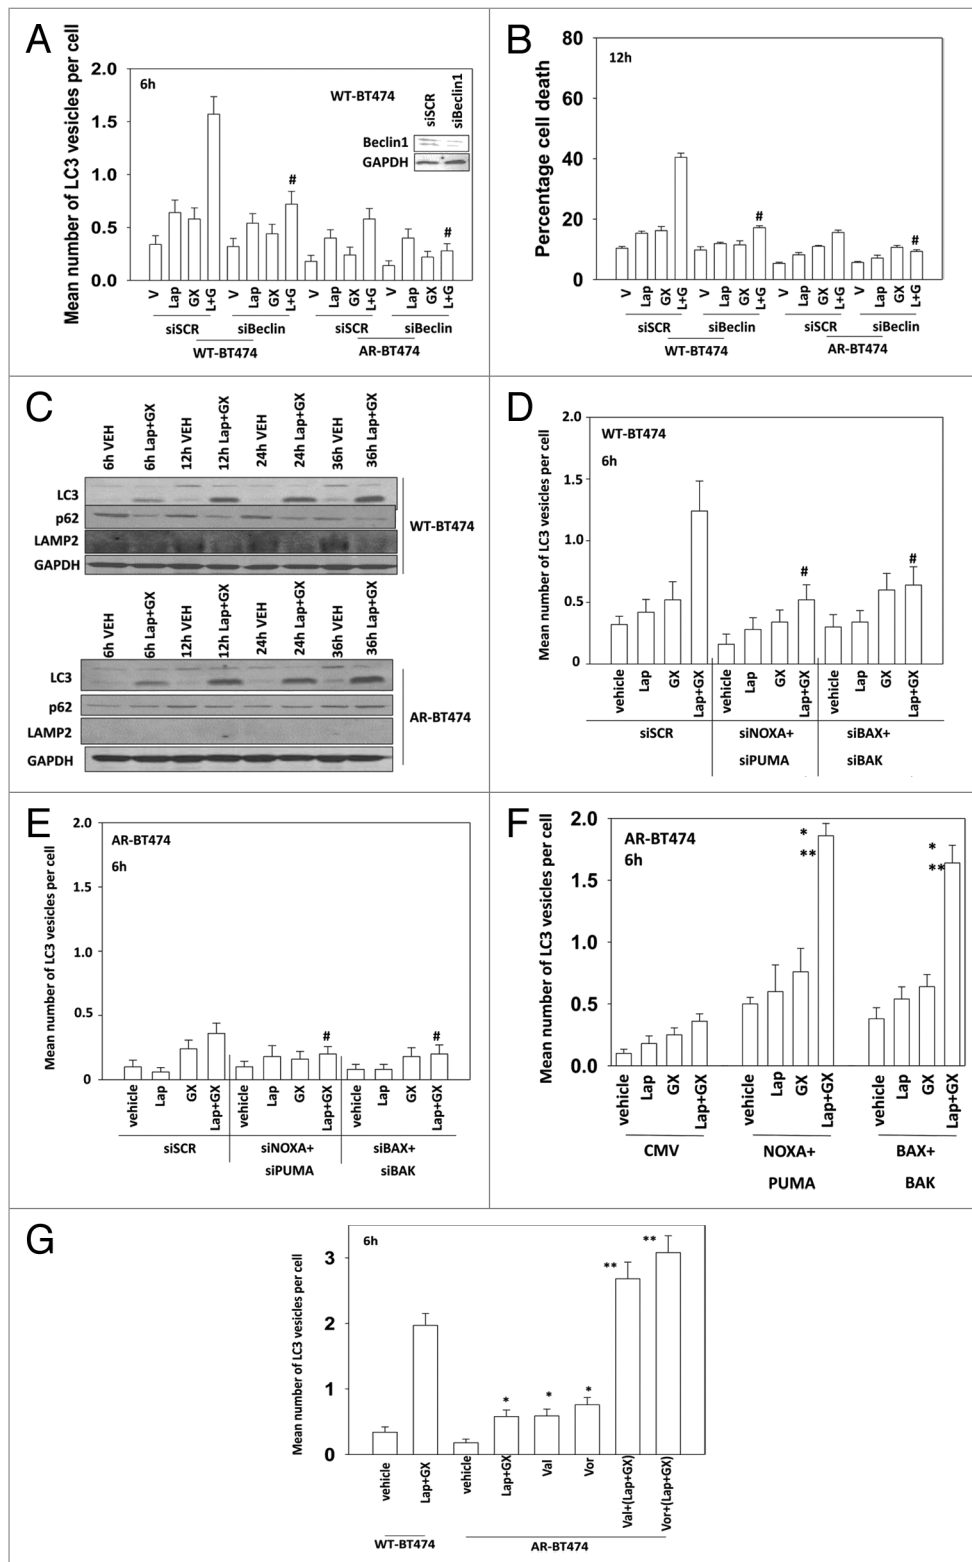 A
Mean number of LC3 vesicles per cell
2.0
1.5
1.0
0.5
0.0
6h
WT-BT474
siSCR
siBeclin1
Beclin1
GAPDH
#
#
V Lap GX L+G V Lap GX L+G V Lap GX L+G V Lap GX L+G
siSCR siBeclin siSCR siBeclin
WT-BT474 AR-BT474
B
Percentage cell death
80
60
40
20
0
12h
#
#
V Lap GX L+G V Lap GX L+G V Lap GX L+G V Lap GX L+G
siSCR siBeclin siSCR siBeclin
WT-BT474 AR-BT474
C
6h VEH 6h Lap+GX 12h VEH 12h Lap+GX 24h VEH 24h Lap+GX 36h VEH 36h Lap+GX
LC3
p62
LAMP2
GAPDH
WT-BT474
6h VEH 6h Lap+GX 12h VEH 12h Lap+GX 24h VEH 24h Lap+GX 36h VEH 36h Lap+GX
LC3
p62
LAMP2
GAPDH
AR-BT474
D
Mean number of LC3 vesicles per cell
2.0
1.5
1.0
0.5
0
WT-BT474
6h
#
#
vehicle Lap GX Lap+GX vehicle Lap GX Lap+GX vehicle Lap GX Lap+GX
siSCR siNOXA+ siBAX+
siPUMA siBAK
E
Mean number of LC3 vesicles per cell
2.0
1.5
1.0
0.5
0
AR-BT474
6h
#
#
vehicle Lap GX Lap+GX vehicle Lap GX Lap+GX vehicle Lap GX Lap+GX
siSCR siNOXA+ siBAX+
siPUMA siBAK
F
Mean number of LC3 vesicles per cell
2.0
1.5
1.0
0.5
0.0
AR-BT474
6h
*
**
*
**
vehicle Lap GX Lap+GX vehicle Lap GX Lap+GX vehicle Lap GX Lap+GX
CMV NOXA+ BAX+
PUMA BAK
G
Mean number of LC3 vesicles per cell
3
2
1
0
6h
* * * ** **
vehicle Lap+GX vehicle Lap+GX Val Vor Val+(Lap+GX) Vor+(Lap+GX)
WT-BT474 AR-BT474